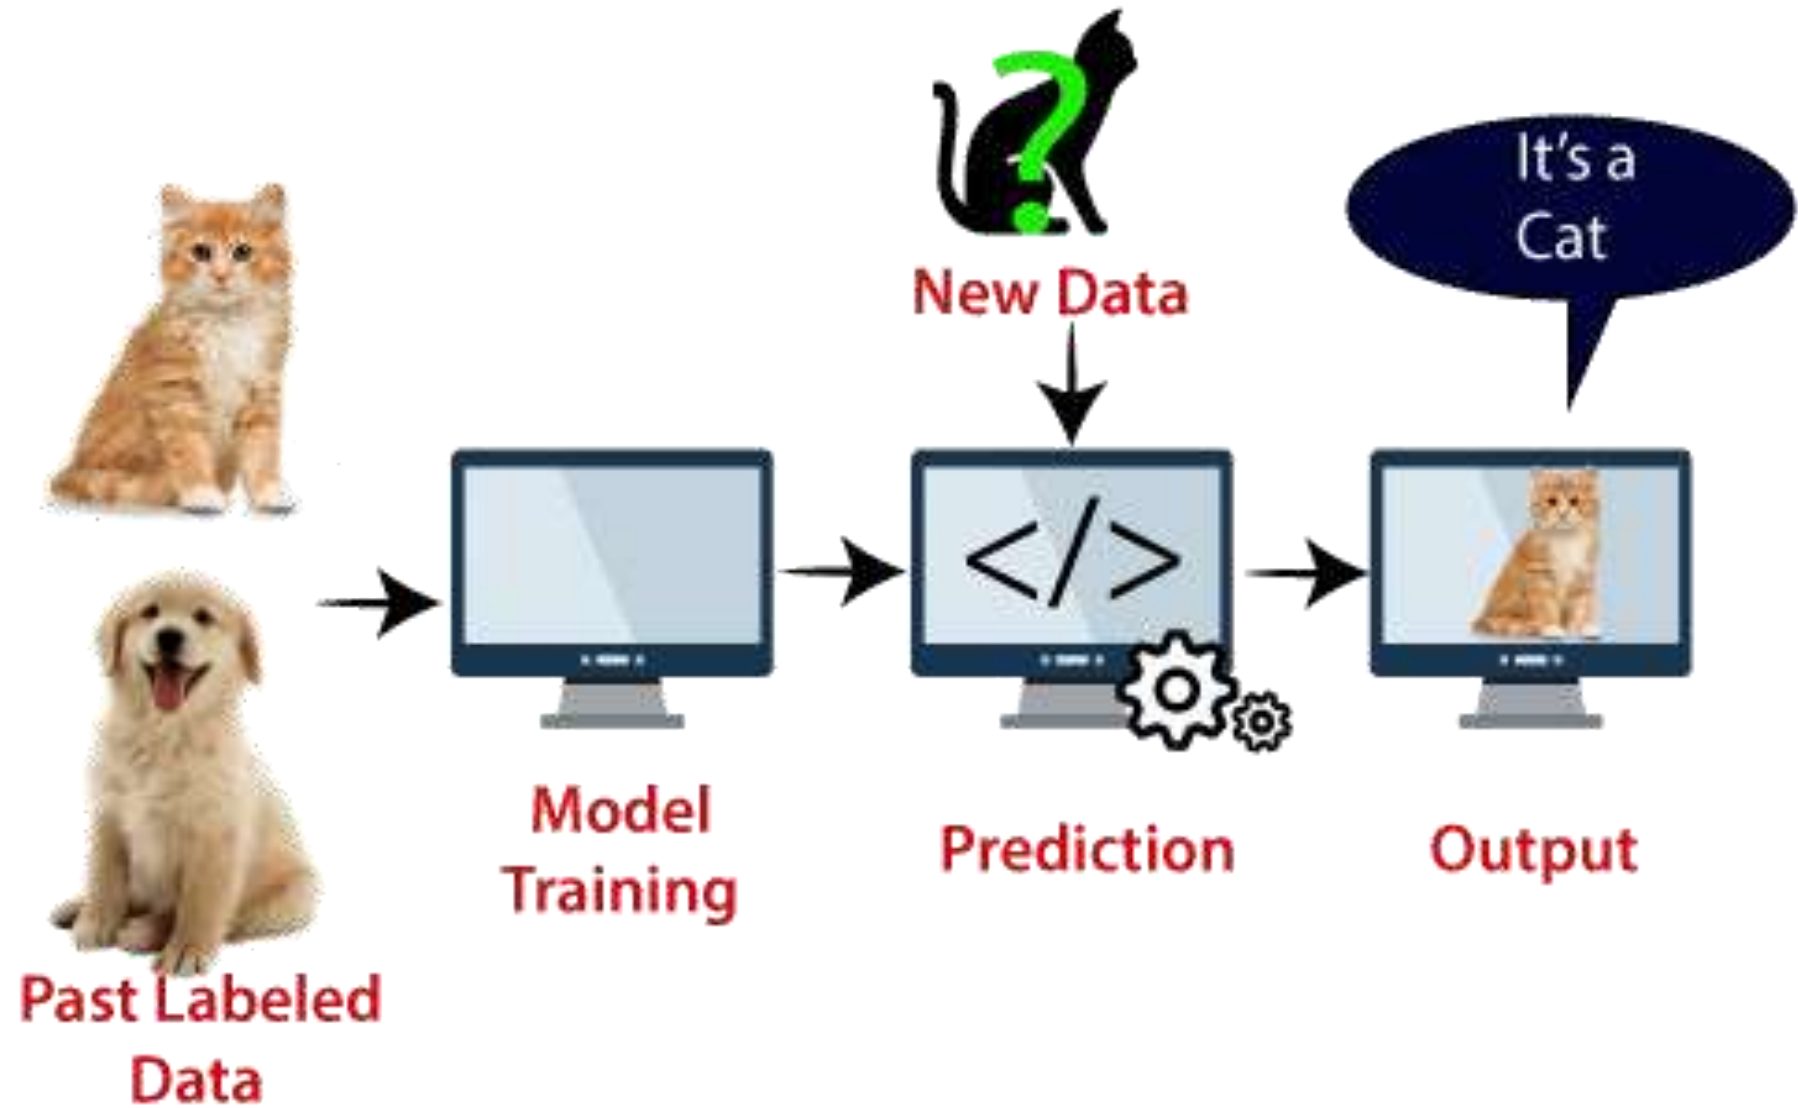 New Data
It's a
Cat
</>
Model
Training
Prediction
Output
Past Labeled
Data